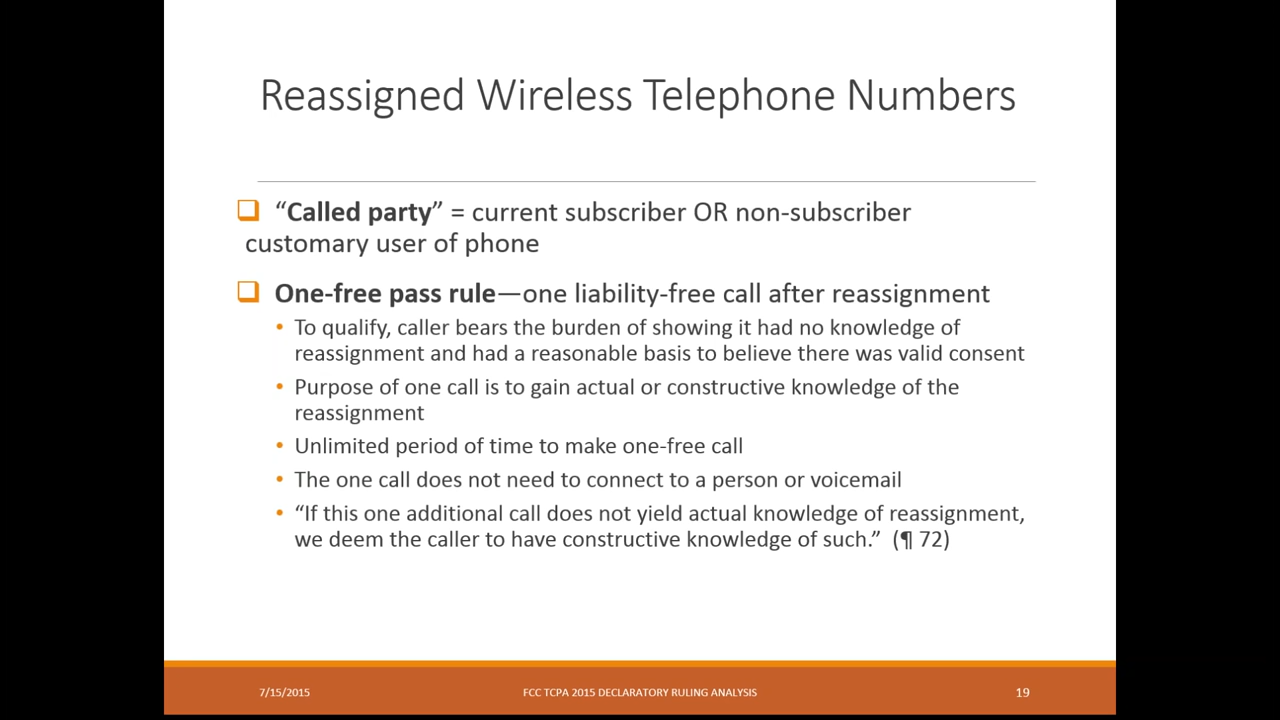 Reassigned Wireless Telephone Numbers
“Called party” = current subscriber OR non-subscriber
customary user of phone
One-free pass rule—one liability-free call after reassignment
• To qualify, caller bears the burden of showing it had no knowledge of
reassignment and had a reasonable basis to believe there was valid consent
• Purpose of one call is to gain actual or constructive knowledge of the
reassignment
• Unlimited period of time to make one-free call
• The one call does not need to connect to a person or voicemail
• “If this one additional call does not yield actual knowledge of reassignment,
we deem the caller to have constructive knowledge of such.” (¶ 72)
7/15/2015 FCC TCPA 2015 DECLARATORY RULING ANALYSIS 19